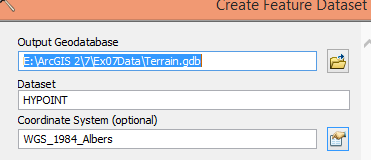 Create Feature Dataset
Output Geodatabase
E:\ArcGIS 2\7\Ex07Data\Terrain.gdb
Dataset
HYPOINT
Coordinate System (optional)
WGS_1984_Albers